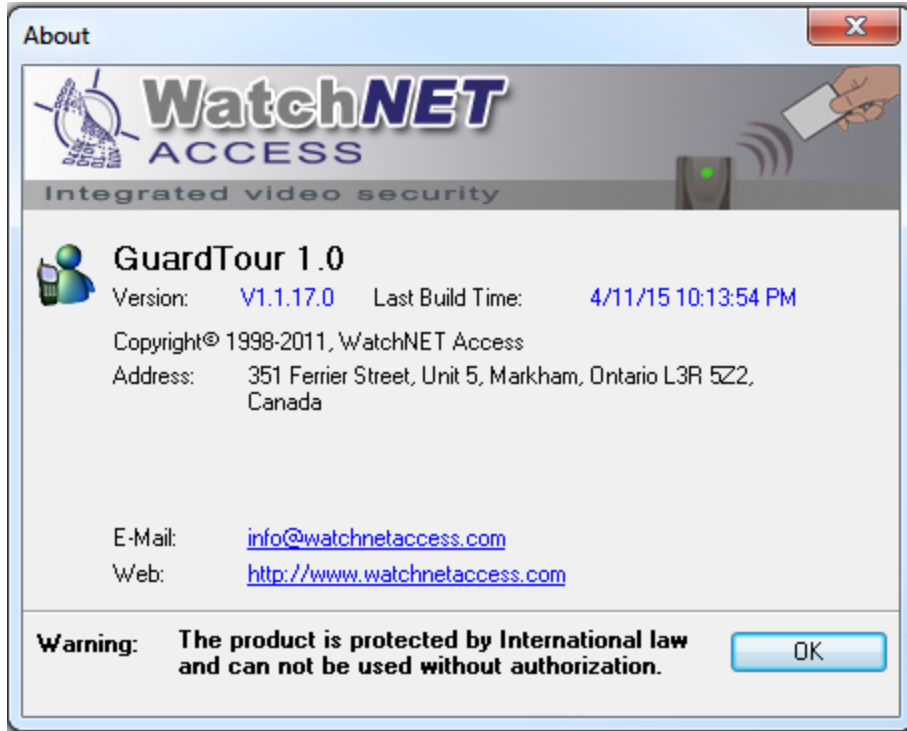 About
WatchNET
ACCESS
Integrated video security
GuardTour 1.0
Version: V1.1.17.0 Last Build Time: 4/11/15 10:13:54 PM
Copyright© 1998-2011, WatchNET Access
Address: 351 Ferrier Street, Unit 5, Markham, Ontario L3R 5Z2,
Canada
E-Mail: info@watchnetaccess.com
Web: http://www.watchnetaccess.com
Warning: The product is protected by International law
and can not be used without authorization.
OK